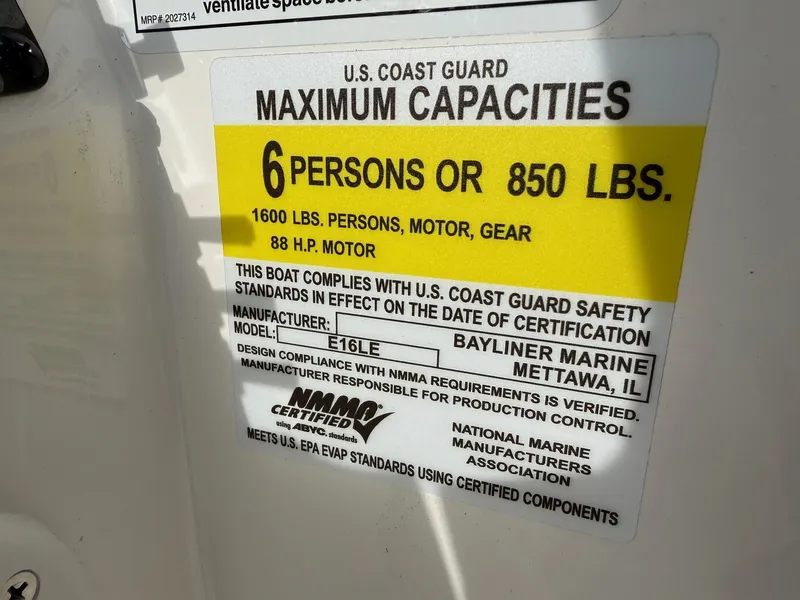 ventilate space
MRP# 2027314
U.S. COAST GUARD
MAXIMUM CAPACITIES
6 PERSONS OR 850 LBS.
1600 LBS. PERSONS, MOTOR, GEAR
88 H.P. MOTOR
THIS BOAT COMPLIES WITH U.S. COAST GUARD SAFETY
STANDARDS IN EFFECT ON THE DATE OF CERTIFICATION
MANUFACTURER: BAYLINER MARINE
MODEL: E16LE METTAWA, IL
DESIGN COMPLIANCE WITH NMMA REQUIREMENTS IS VERIFIED.
MANUFACTURER RESPONSIBLE FOR PRODUCTION CONTROL.
NMMA®
CERTIFIED
using ABYC. standards
NATIONAL MARINE
MANUFACTURERS
ASSOCIATION
MEETS U.S. EPA EVAP STANDARDS USING CERTIFIED COMPONENTS